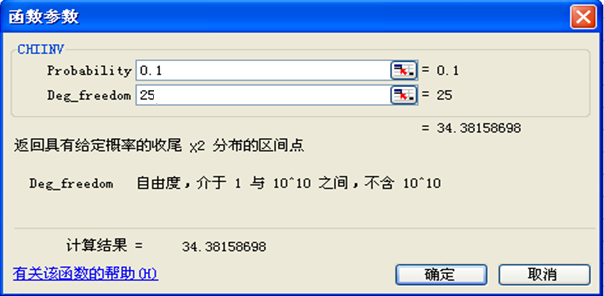 函数参数
CHIINV
Probability 0.1 = 0.1
Deg_freedom 25 = 25
= 34.38158698
返回具有给定概率的收尾 χ2 分布的区间点
Deg_freedom 自由度，介于 1 与 10^10 之间，不含 10^10
计算结果 = 34.38158698
有关该函数的帮助(H) 确定 取消